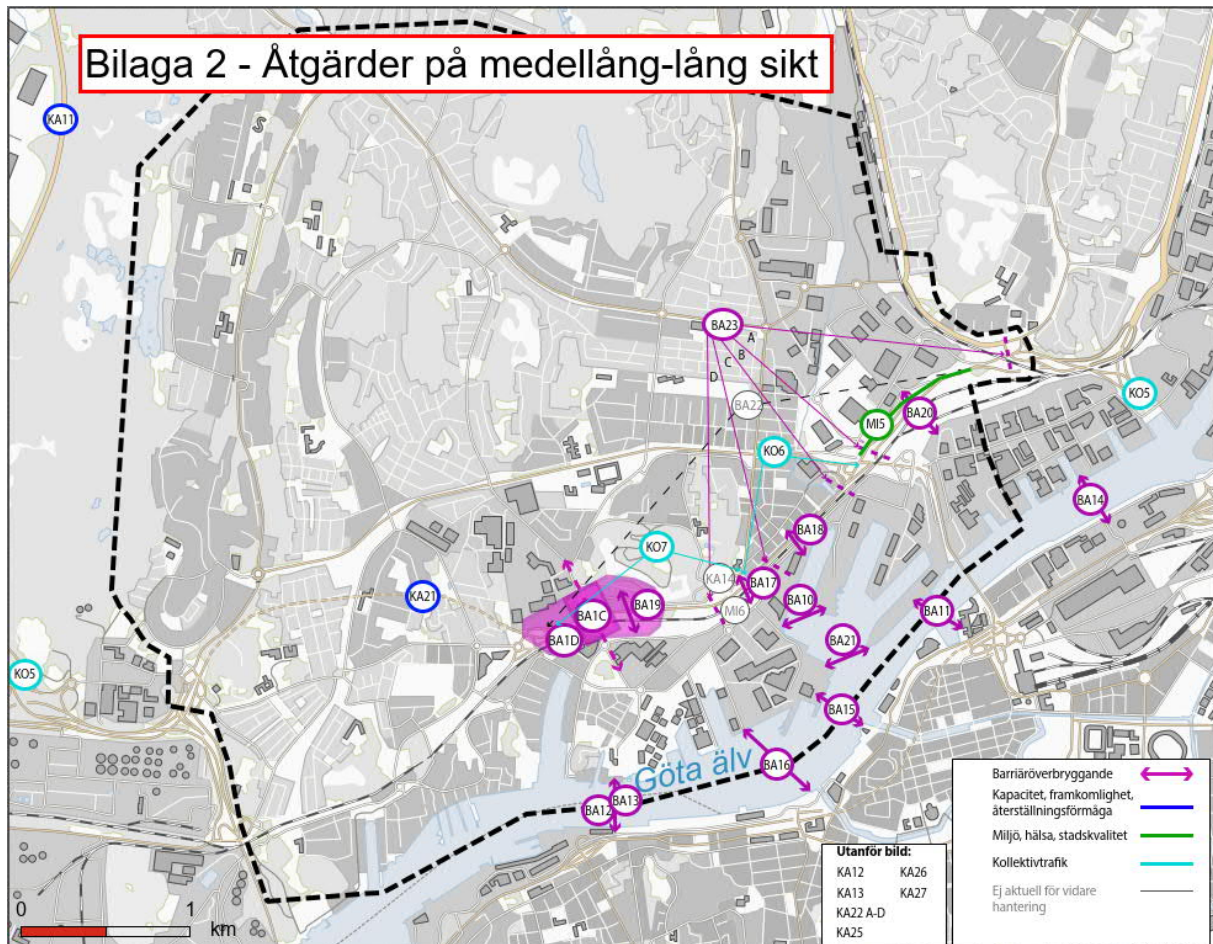 Bilaga 2 - Åtgärder på medellång-lång sikt
KA11
BA23
A
B
C
D
BA22
KO5
MI5
BA20
KO6
BA14
BA18
KO7
KA14
BA17
KA21
BA1C
BA19
MI6
BA10
BA11
BA1D
BA21
KO5
BA15
BA16
Göta älv
BA12
BA13
0
1
km
Utanför bild:
KA12 KA26
KA13 KA27
KA22 A-D
KA25
Barriäröverbryggande
Kapacitet, framkomlighet,
återställningsförmåga
Miljö, hälsa, stadskvalitet
Kollektivtrafik
Ej aktuell för vidare
hantering